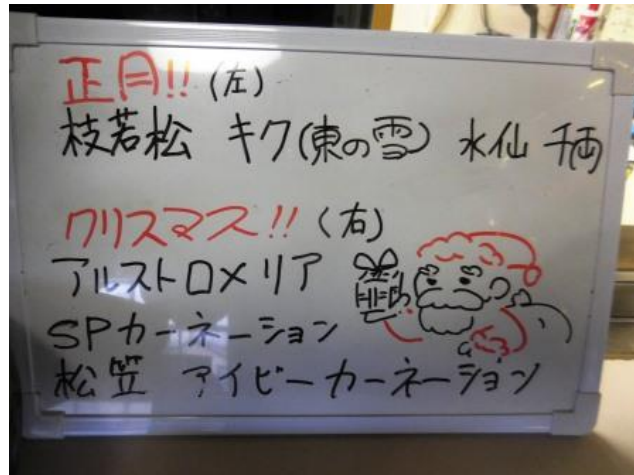 正月!! (左)
枝若松 キク(東の雪) 水仙 千両
クリスマス!! (右)
アルストロメリア
SPカーネーション
松笠 アイビーカーネーション